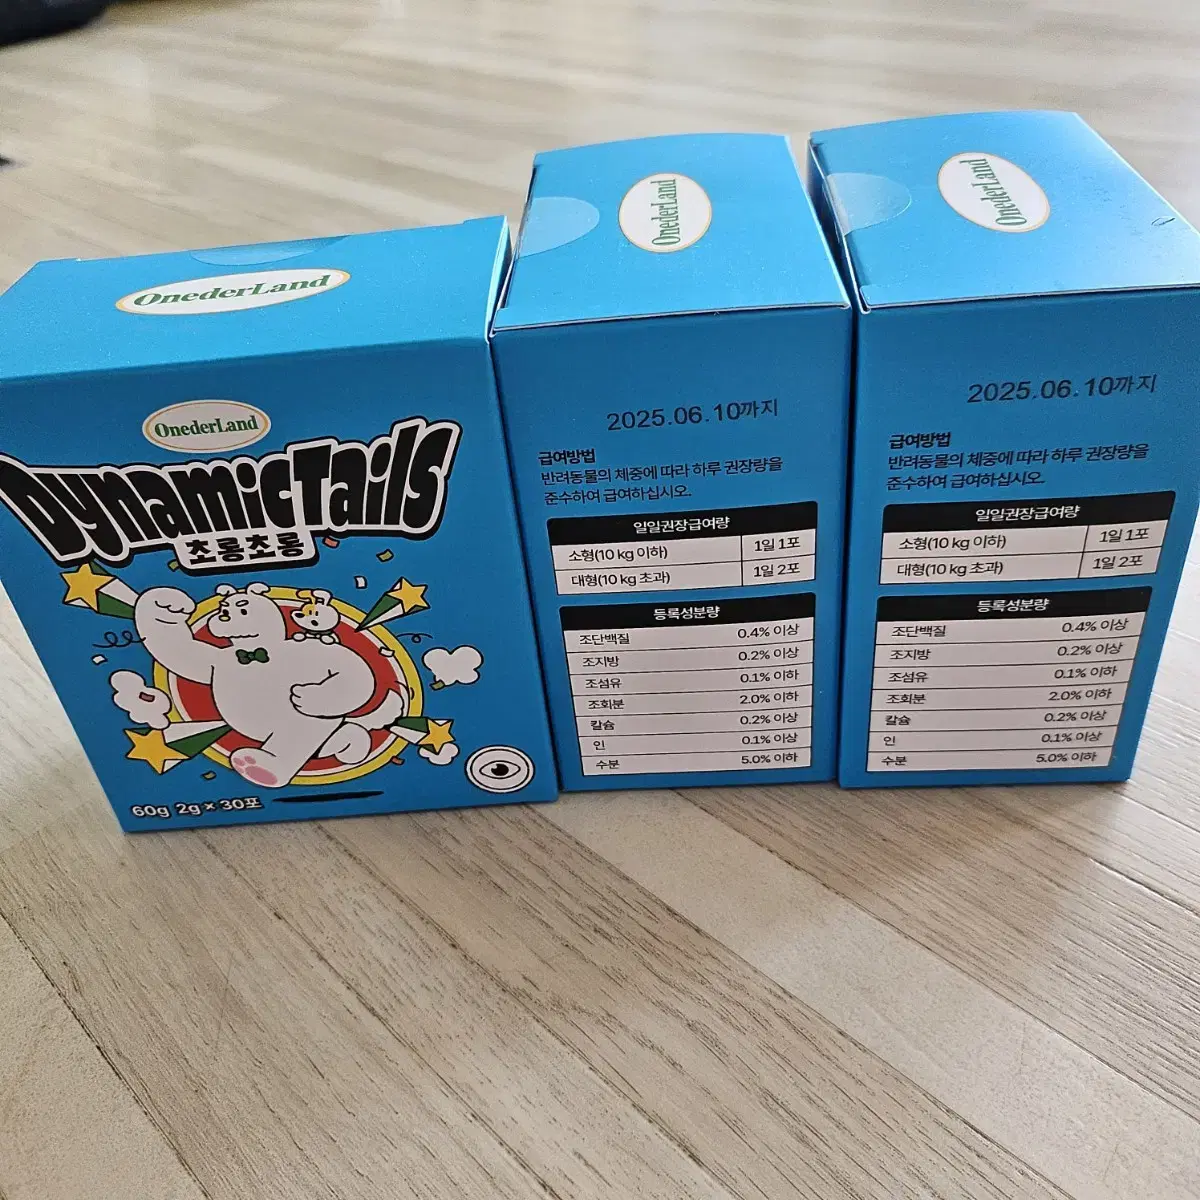 OnederLand
OnederLand
DynamicTails
초롱초롱
60g 2g × 30포
OnederLand
2025.06.10까지
급여방법
반려동물의 체중에 따라 하루 권장량을
준수하여 급여하십시오.
일일권장급여량
소형(10 kg 이하) 1일 1포
대형(10 kg 초과) 1일 2포
등록성분량
조단백질 0.4% 이상
조지방 0.2% 이상
조섬유 0.1% 이하
조회분 2.0% 이하
칼슘 0.2% 이상
인 0.1% 이상
수분 5.0% 이하
OnederLand
2025.06.10까지
급여방법
반려동물의 체중에 따라 하루 권장량을
준수하여 급여하십시오.
일일권장급여량
소형(10 kg 이하) 1일 1포
대형(10 kg 초과) 1일 2포
등록성분량
조단백질 0.4% 이상
조지방 0.2% 이상
조섬유 0.1% 이하
조회분 2.0% 이하
칼슘 0.2% 이상
인 0.1% 이상
수분 5.0% 이하